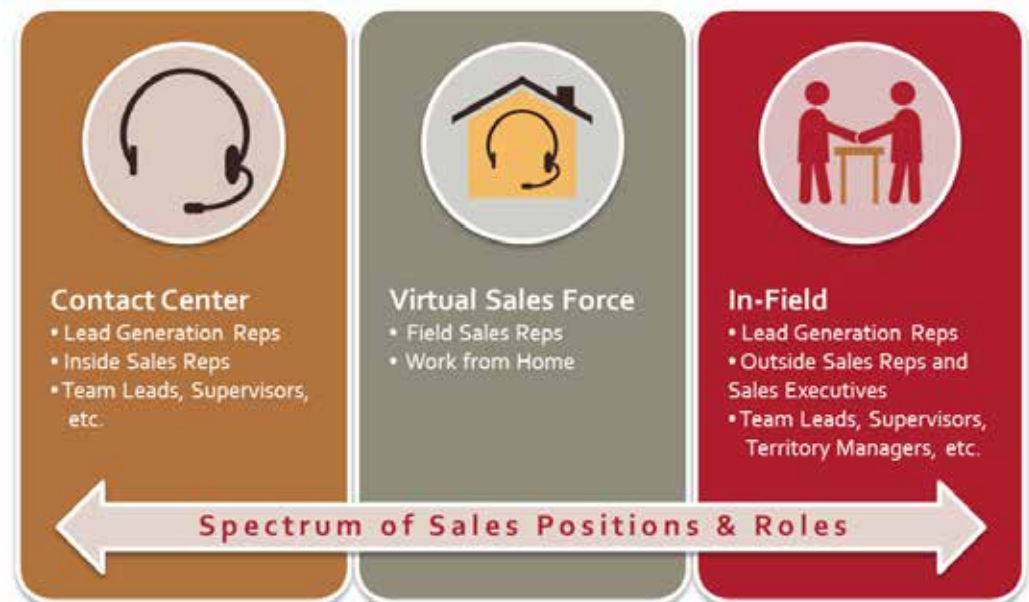 Contact Center
• Lead Generation Reps
• Inside Sales Reps
• Team Leads, Supervisors,
etc.
Virtual Sales Force
• Field Sales Reps
• Work from Home
In-Field
• Lead Generation Reps
• Outside Sales Reps and
Sales Executives
• Team Leads, Supervisors,
Territory Managers, etc.
Spectrum of Sales Positions & Roles